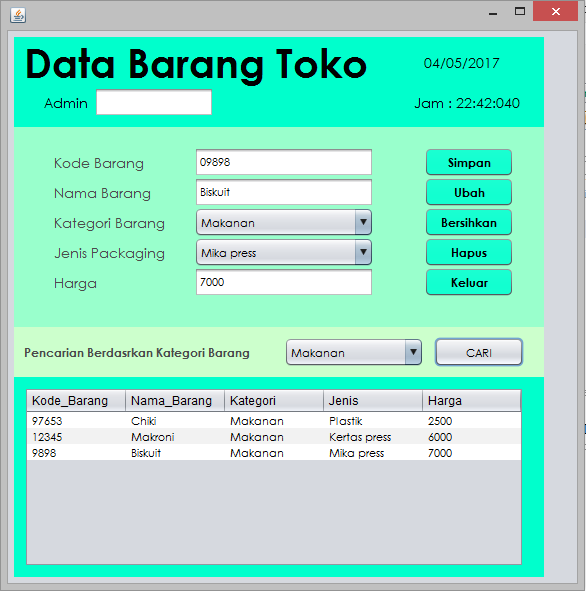 Data Barang Toko
04/05/2017
Admin
Jam : 22:42:040
Kode Barang 09898 Simpan
Nama Barang Biskuit Ubah
Kategori Barang Makanan Bersihkan
Jenis Packaging Mika press Hapus
Harga 7000 Keluar
Pencarian Berdasrkan Kategori Barang Makanan CARI
Kode_Barang Nama_Barang Kategori Jenis Harga
97653 Chiki Makanan Plastik 2500
12345 Makroni Makanan Kertas press 6000
9898 Biskuit Makanan Mika press 7000